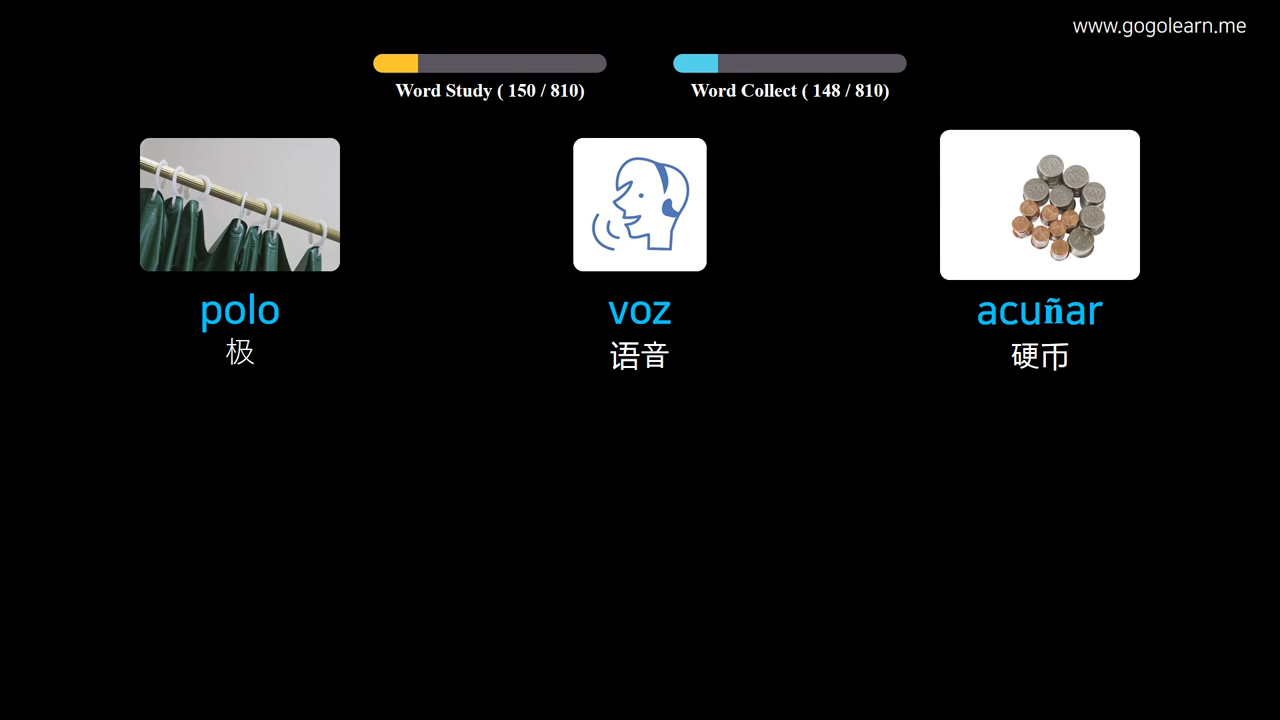 www.gogolearn.me
Word Study ( 150 / 810)
Word Collect ( 148 / 810)
polo
极
voz
语音
acuñar
硬币